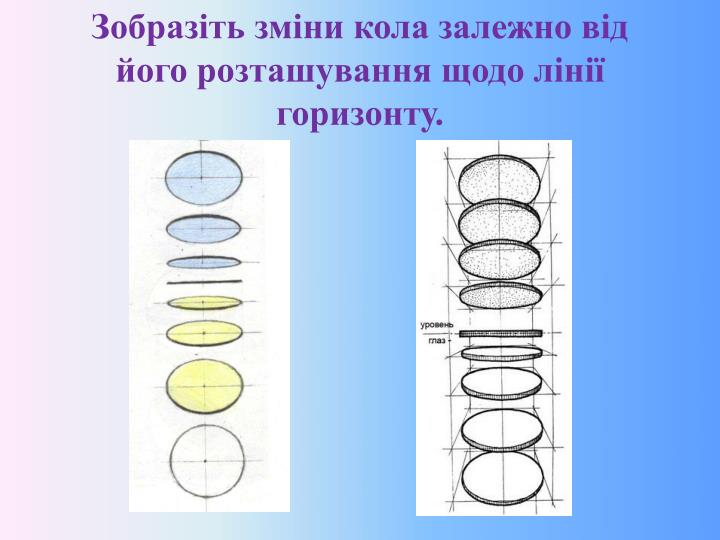 Зобразіть зміни кола залежно від
його розташування щодо лінії
горизонту.
уровень
глаз